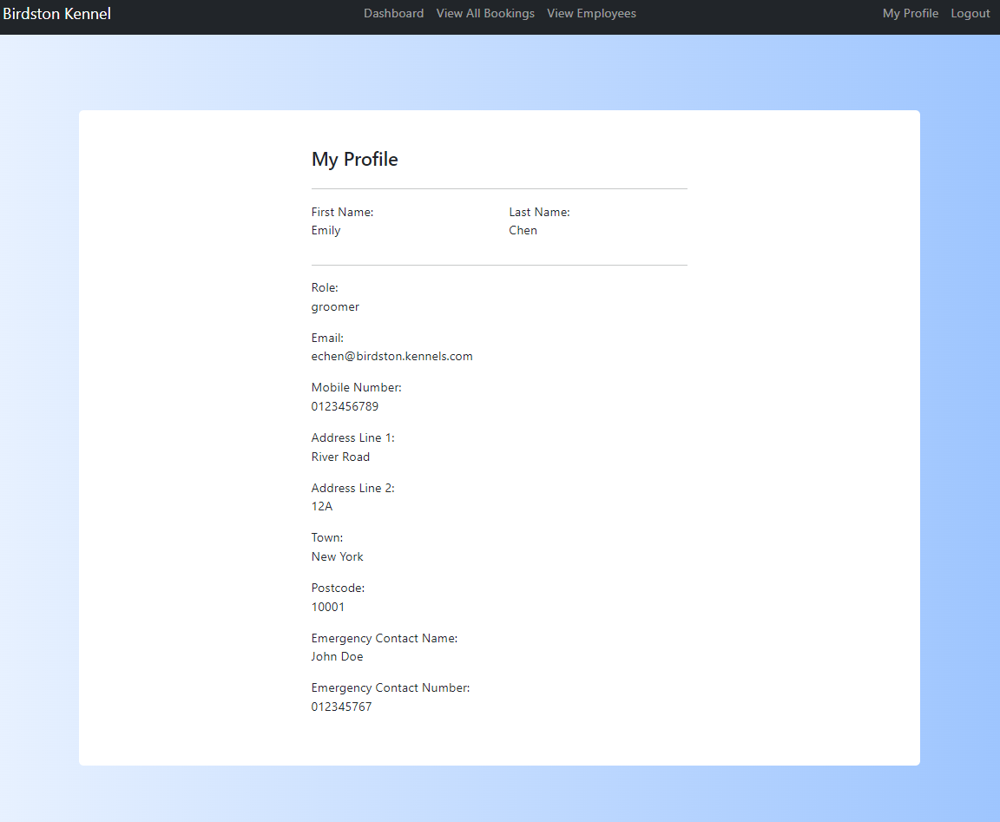 Birdston Kennel
Dashboard View All Bookings View Employees
My Profile Logout
My Profile
First Name: Last Name:
Emily Chen
Role:
groomer
Email:
echen@birdston.kennels.com
Mobile Number:
0123456789
Address Line 1:
River Road
Address Line 2:
12A
Town:
New York
Postcode:
10001
Emergency Contact Name:
John Doe
Emergency Contact Number:
012345767